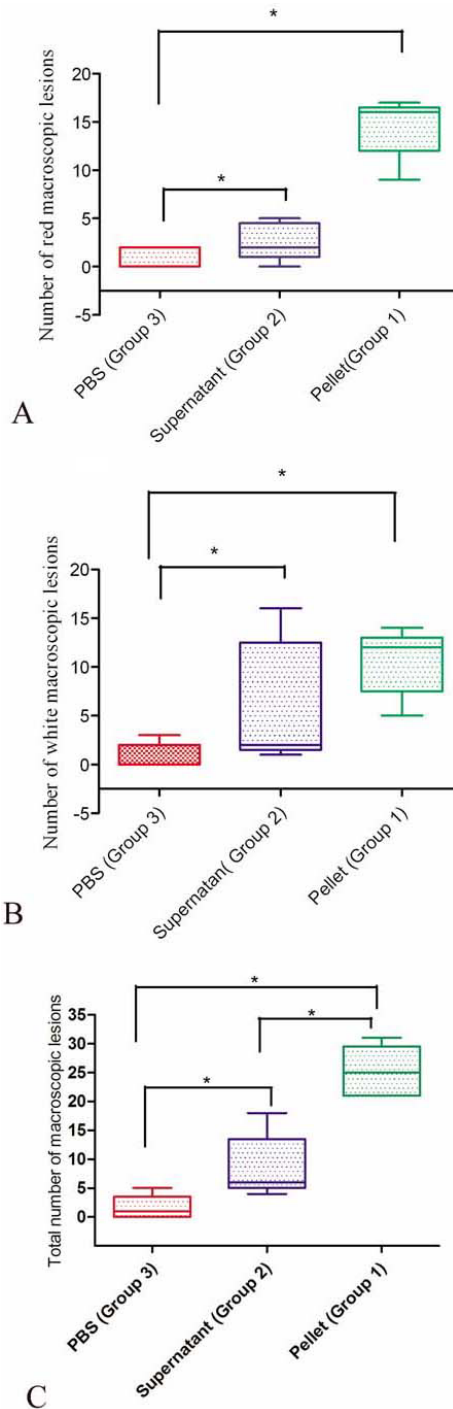 *
*
Number of red macroscopic lesions
20
15
10
5
0
-5
PBS (Group 3)
Supernatant (Group 2)
Pellet(Group 1)
A
*
*
Number of white macroscopic lesions
20
15
10
5
0
-5
PBS (Group 3)
Supernatan( Group 2)
Pellet (Group 1)
B
*
*
*
Total number of macroscopic lesions
35
30
25
20
15
10
5
0
PBS (Group 3)
Supernatant (Group 2)
Pellet (Group 1)
C